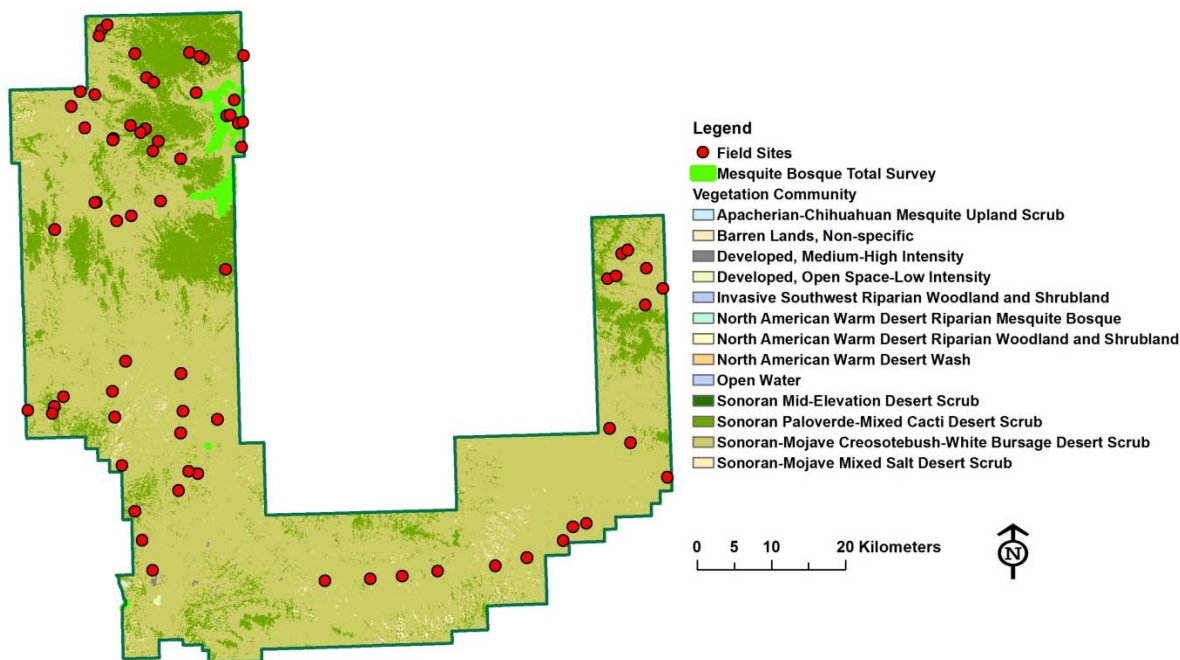 Legend
Field Sites
Mesquite Bosque Total Survey
Vegetation Community
Apacherian-Chihuahuan Mesquite Upland Scrub
Barren Lands, Non-specific
Developed, Medium-High Intensity
Developed, Open Space-Low Intensity
Invasive Southwest Riparian Woodland and Shrubland
North American Warm Desert Riparian Mesquite Bosque
North American Warm Desert Riparian Woodland and Shrubland
North American Warm Desert Wash
Open Water
Sonoran Mid-Elevation Desert Scrub
Sonoran Paloverde-Mixed Cacti Desert Scrub
Sonoran-Mojave Creosotebush-White Bursage Desert Scrub
Sonoran-Mojave Mixed Salt Desert Scrub
0 5 10 20 Kilometers
N